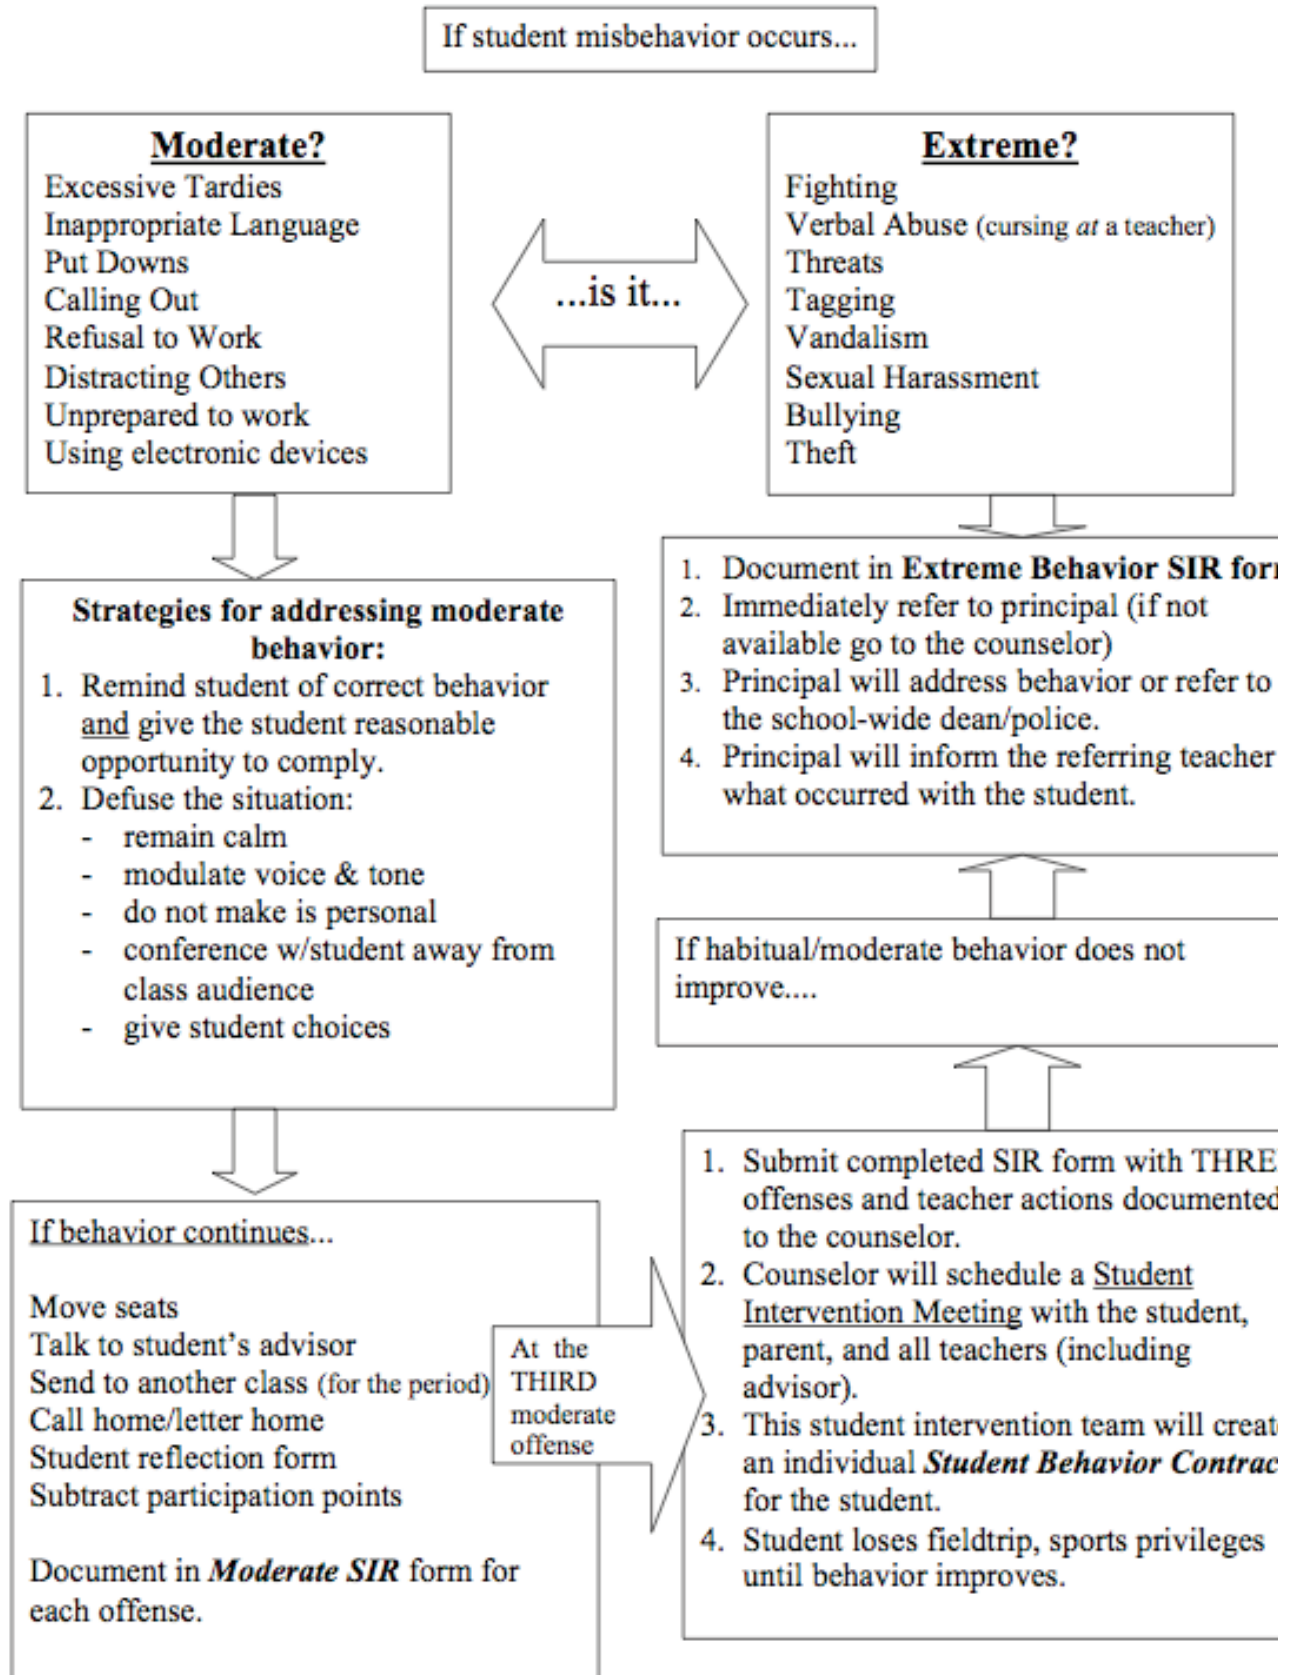 If student misbehavior occurs...
Moderate?
Excessive Tardies
Inappropriate Language
Put Downs
Calling Out
Refusal to Work
Distracting Others
Unprepared to work
Using electronic devices
...is it...
Extreme?
Fighting
Verbal Abuse (cursing at a teacher)
Threats
Tagging
Vandalism
Sexual Harassment
Bullying
Theft
Strategies for addressing moderate
behavior:
1. Remind student of correct behavior
and give the student reasonable
opportunity to comply.
2. Defuse the situation:
- remain calm
- modulate voice & tone
- do not make is personal
- conference w/student away from
class audience
- give student choices
If behavior continues...
Move seats
Talk to student's advisor
Send to another class (for the period)
Call home/letter home
Student reflection form
Subtract participation points
Document in Moderate SIR form for
each offense.
At the
THIRD
moderate
offense
1. Submit completed SIR form with THRE
offenses and teacher actions documented
to the counselor.
2. Counselor will schedule a Student
Intervention Meeting with the student,
parent, and all teachers (including
advisor).
3. This student intervention team will creat
an individual Student Behavior Contrac
for the student.
4. Student loses fieldtrip, sports privileges
until behavior improves.
If habitual/moderate behavior does not
improve....
1. Document in Extreme Behavior SIR for
2. Immediately refer to principal (if not
available go to the counselor)
3. Principal will address behavior or refer to
the school-wide dean/police.
4. Principal will inform the referring teacher
what occurred with the student.